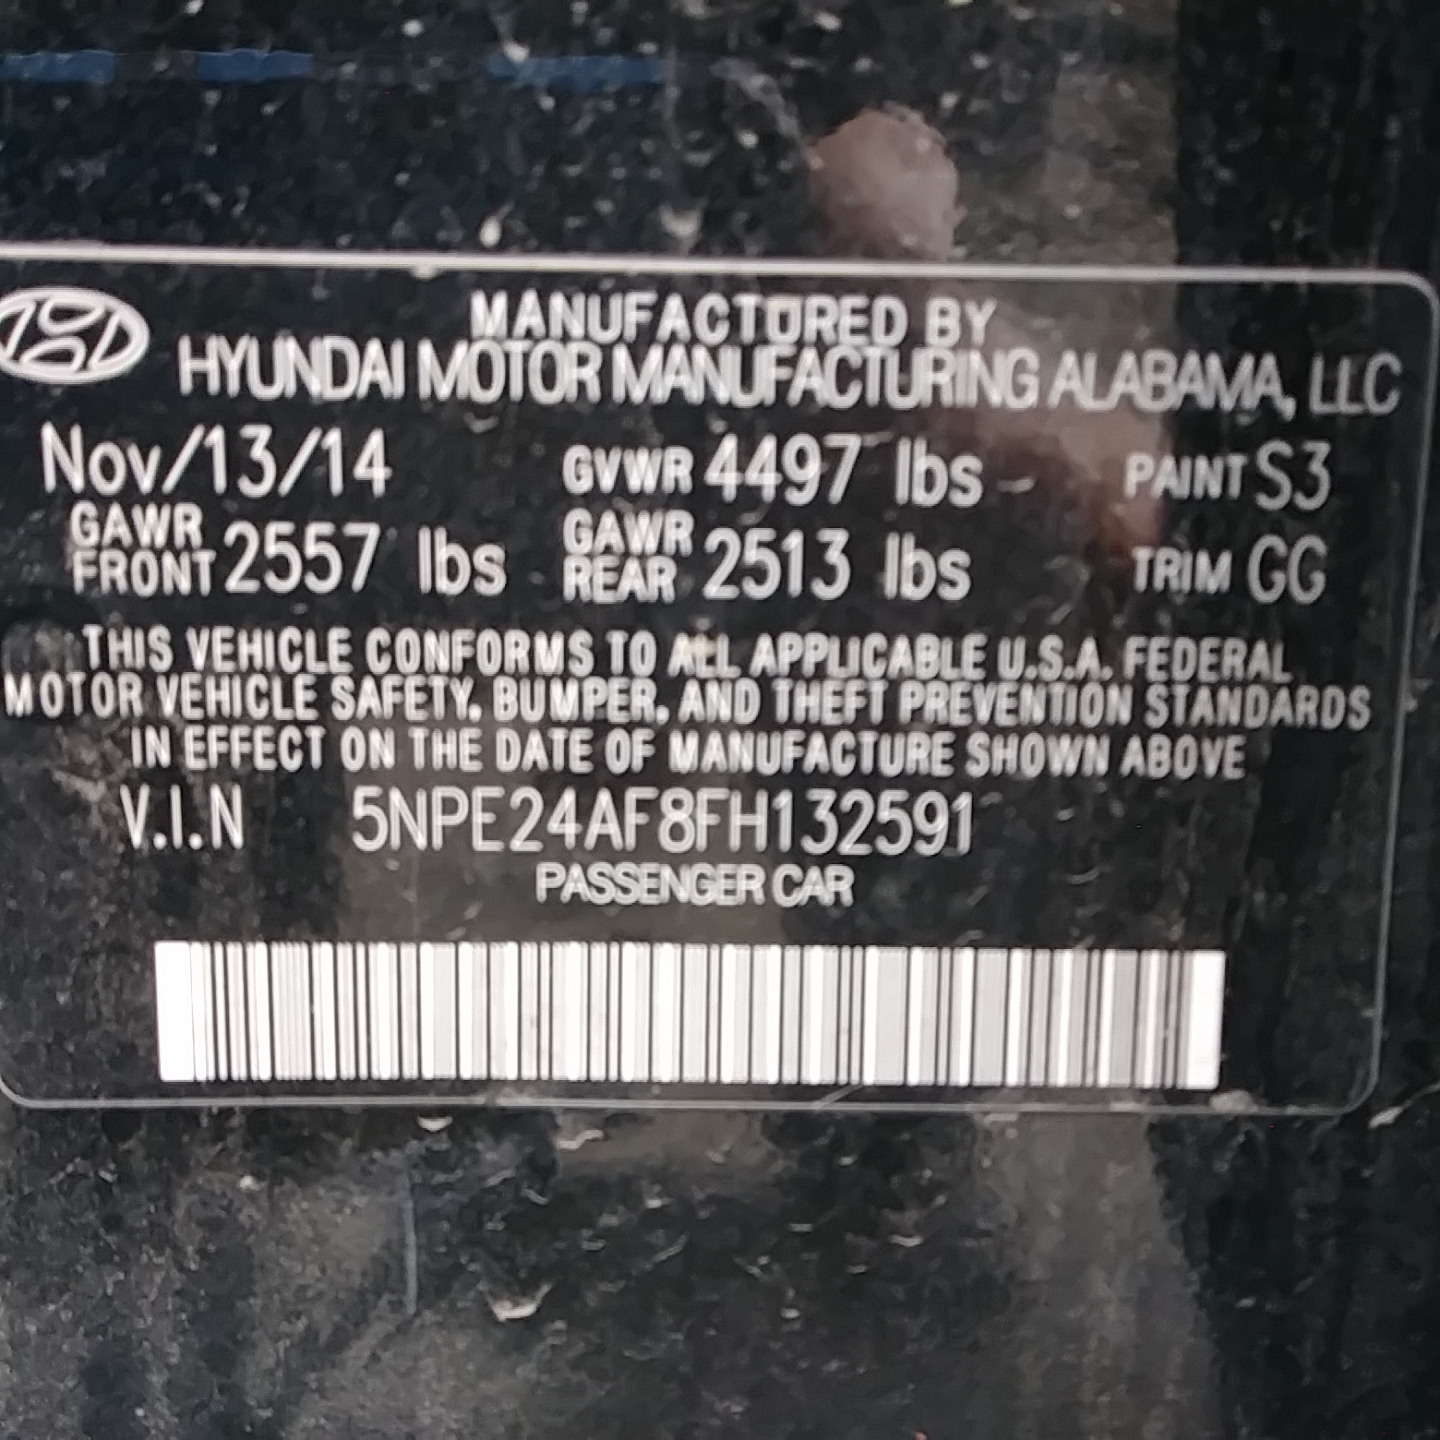 MANUFACTURED BY
HYUNDAI MOTOR MANUFACTURING ALABAMA, LLC
Nov/13/14 GVWR 4497 lbs PAINT S3
GAWR FRONT 2557 lbs GAWR REAR 2513 lbs TRIM GG
THIS VEHICLE CONFORMS TO ALL APPLICABLE U.S.A. FEDERAL
MOTOR VEHICLE SAFETY, BUMPER, AND THEFT PREVENTION STANDARDS
IN EFFECT ON THE DATE OF MANUFACTURE SHOWN ABOVE
V.I.N 5NPE24AF8FH132591
PASSENGER CAR